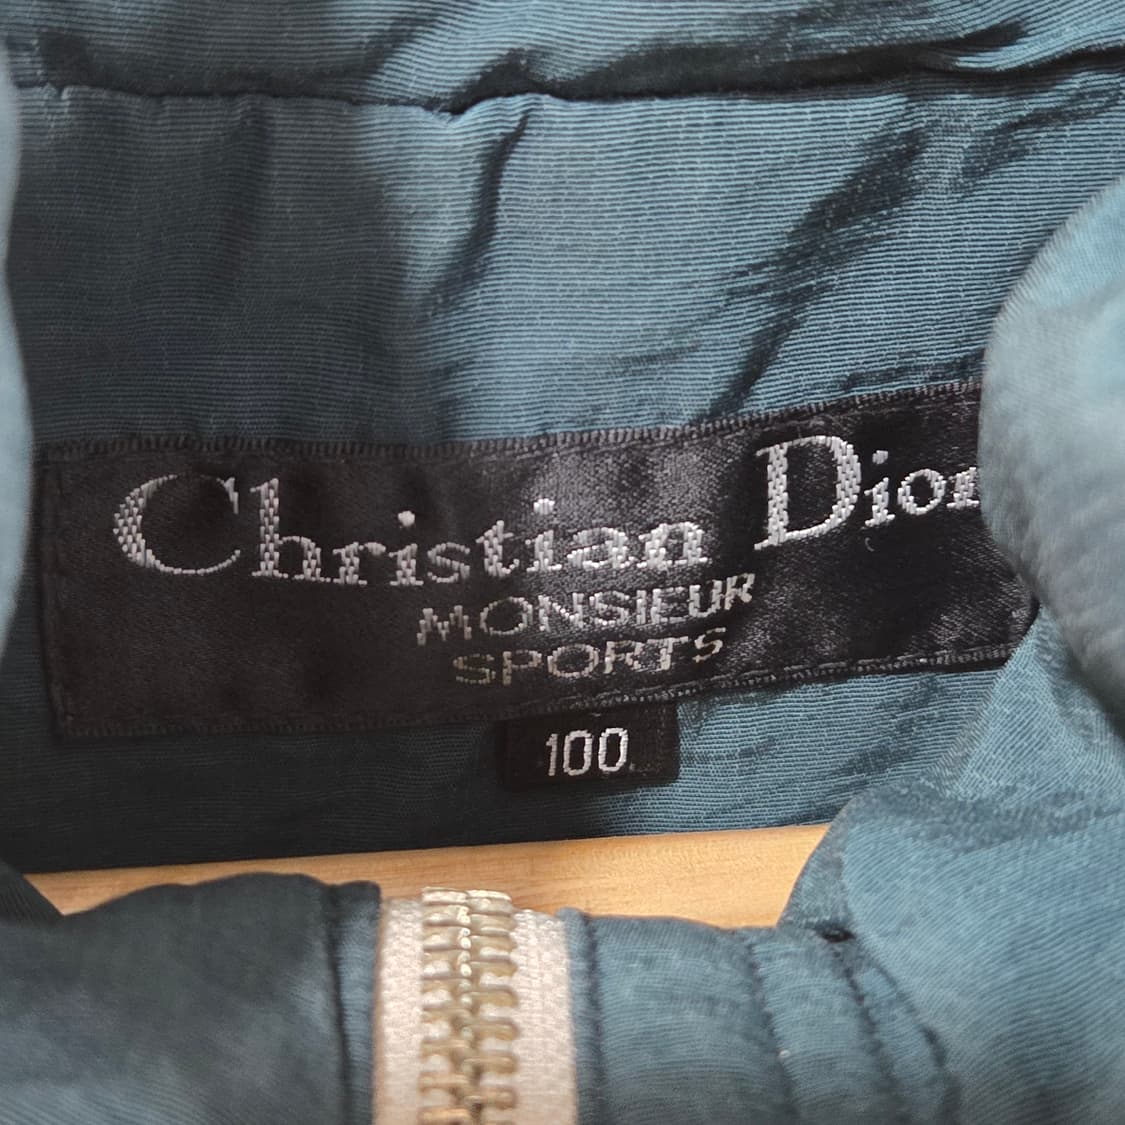 Christian Dior
MONSIEUR
SPORTS
100